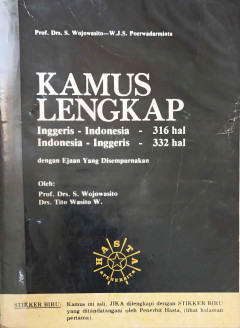 Prof. Drs. S. Wojowasito—W.J.S. Poerwadarminta
KAMUS
LENGKAP
Inggeris - Indonesia - 316 hal
Indonesia - Inggeris - 332 hal
dengan Ejaan Yang Disempurnakan
Oleh:
Prof. Drs. S. Wojowasito
Drs. Tito Wasito W.
HASTA
STIKKER BIRU: Kamus ini asli, JIKA dilengkapi dengan STIKKER BIRU
yang ditandatangani oleh Penerbit Hasta, (lihat halaman
pertama).